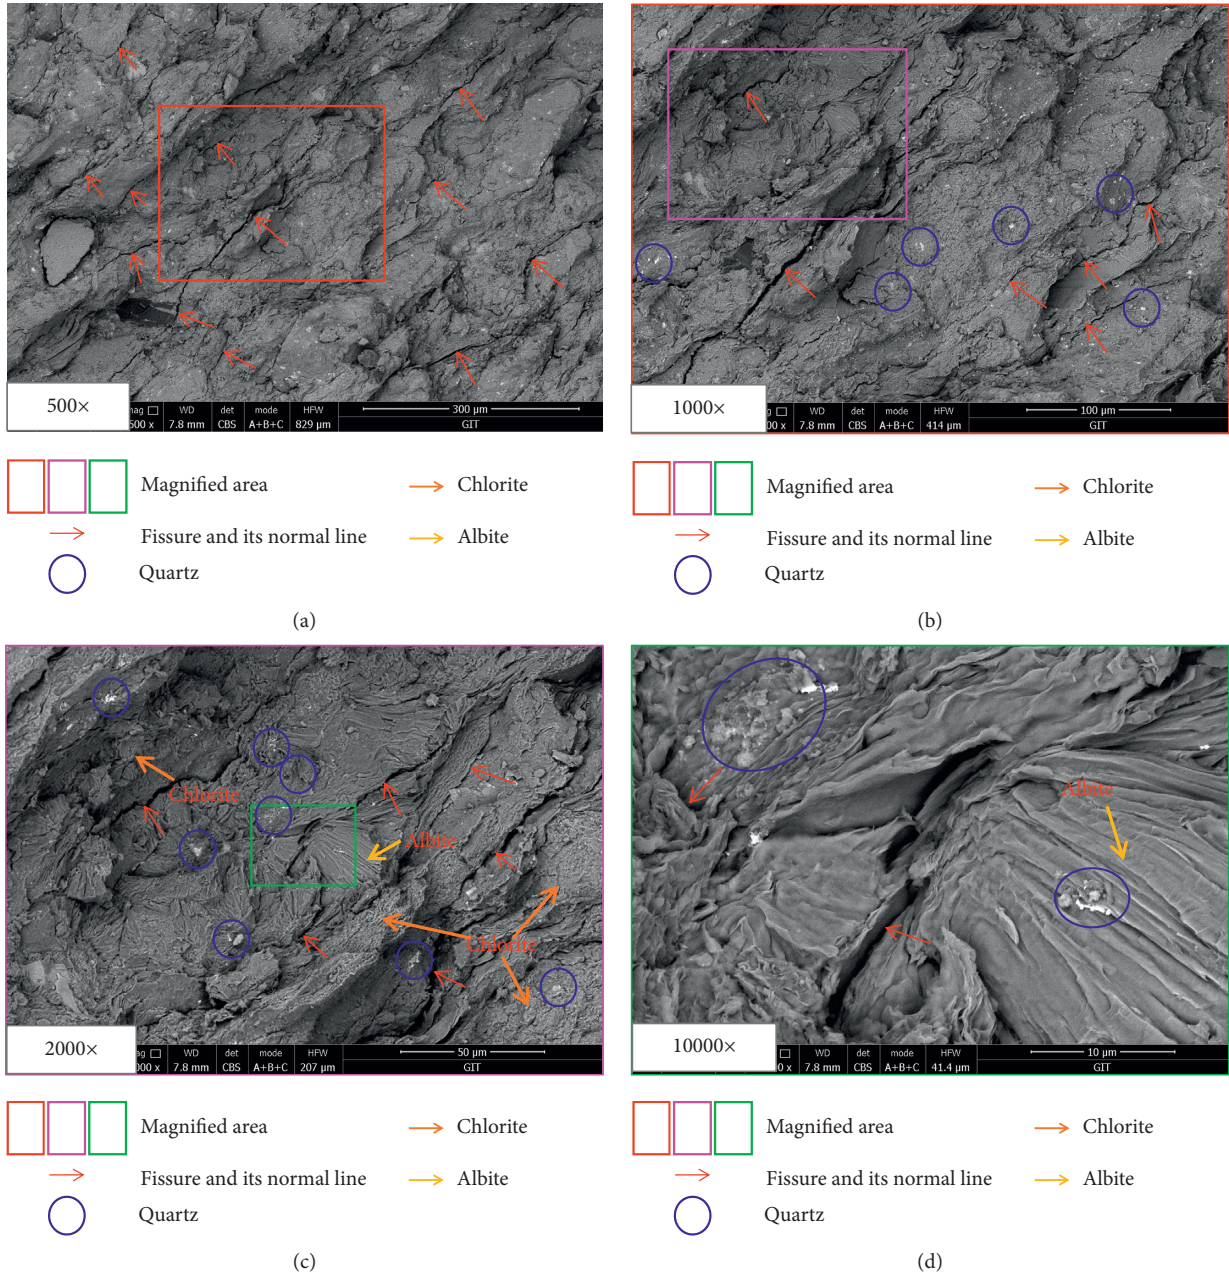 500×
mag
500 x
WD
7.8 mm
det
CBS
mode
A+B+C
HFW
829 µm
300 µm
GIT
Magnified area
Fissure and its normal line
Quartz
Chlorite
Albite
(a)
1000×
WD
7.8 mm
det
CBS
mode
A+B+C
HFW
414 µm
100 µm
GIT
Magnified area
Fissure and its normal line
Quartz
Chlorite
Albite
(b)
Chlorite
Albite
Chlorite
2000×
mag
WD
7.8 mm
det
CBS
mode
A+B+C
HFW
207 µm
50 µm
GIT
Magnified area
Fissure and its normal line
Quartz
Chlorite
Albite
(c)
Albite
10000×
WD
7.8 mm
det
CBS
mode
A+B+C
HFW
41.4 µm
10 µm
GIT
Magnified area
Fissure and its normal line
Quartz
Chlorite
Albite
(d)